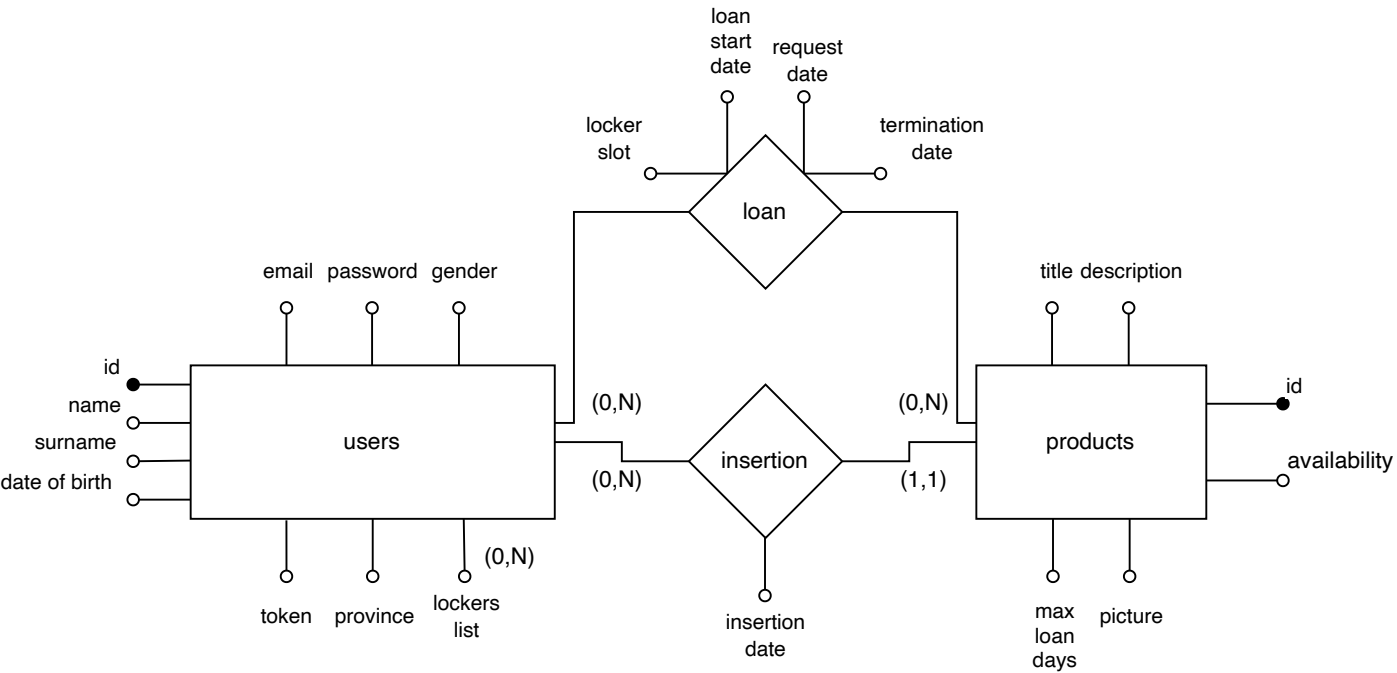 loan
start
date
request
date
locker
slot
termination
date
loan
email password gender
title description
id
name
surname
date of birth
users
(0,N)
(0,N)
insertion
(0,N)
(1,1)
products
id
availability
(0,N)
token
province
lockers
list
insertion
date
max
loan
days
picture